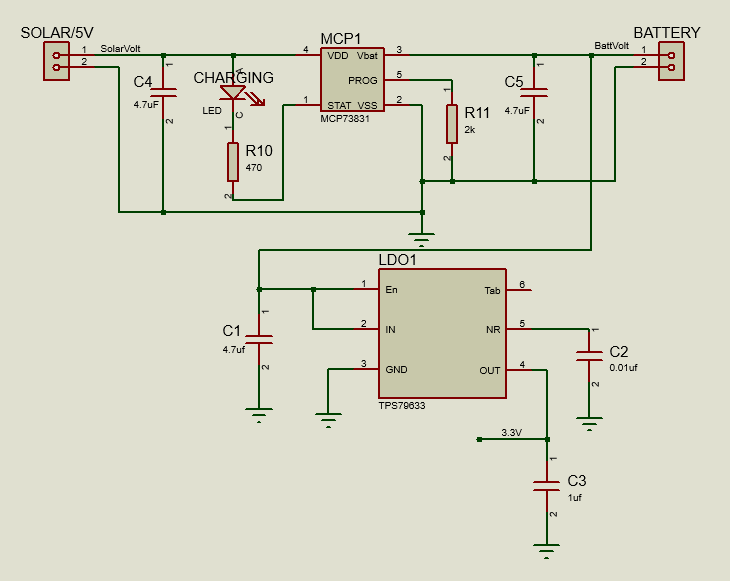 SOLAR/5V
1
2
SolarVolt
C4
4.7uF
1
2
CHARGING
LED
A
C
R10
470
1
2
MCP1
4 VDD Vbat 3
PROG 5
1 STAT VSS 2
MCP73831
R11
2k
1
2
C5
4.7uF
1
2
BattVolt
BATTERY
1
2
LDO1
1 En Tab 6
2 IN NR 5
3 GND OUT 4
TPS79633
C1
4.7uf
1
2
C2
0.01uf
1
2
3.3V
C3
1uf
1
2